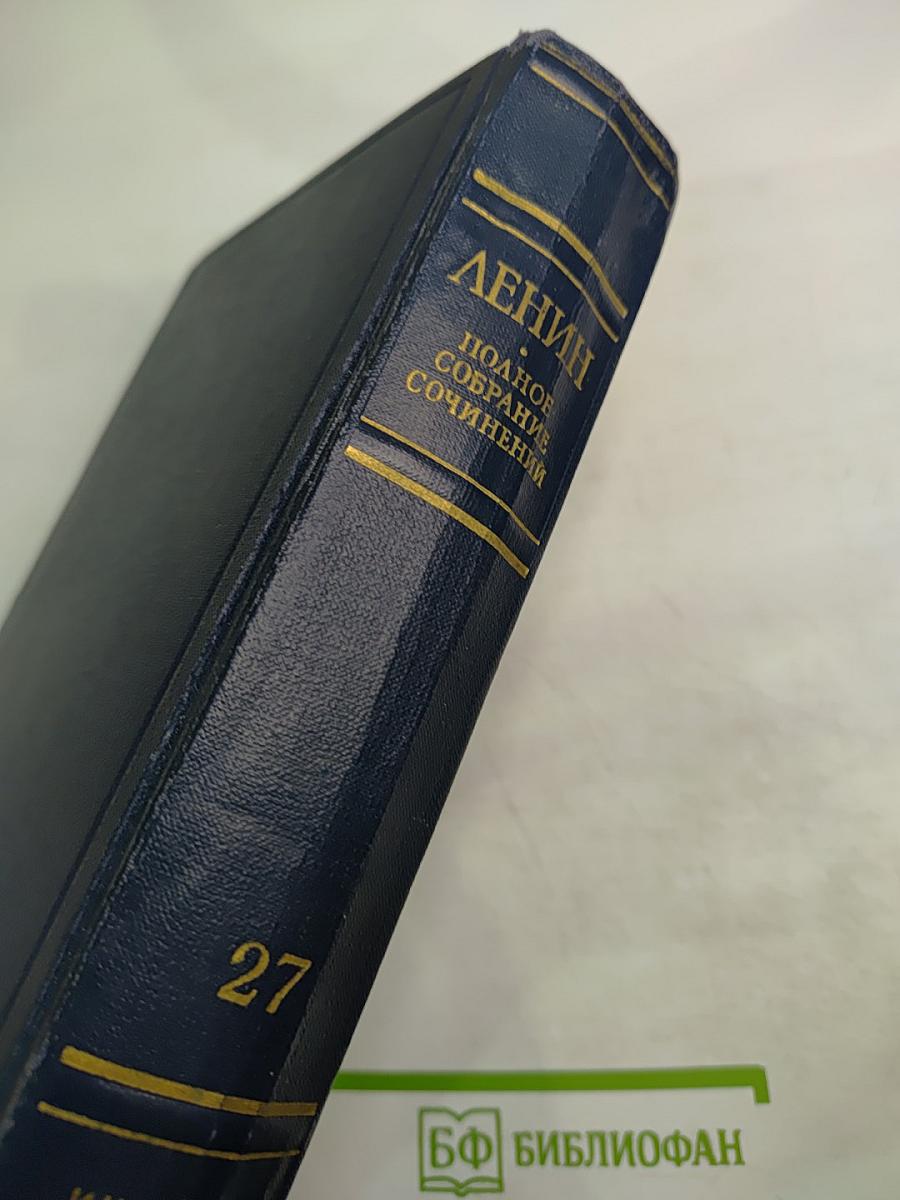 ЛЕНИН
•
ПОЛНОЕ
СОБРАНИЕ
СОЧИНЕНИЙ
27
БФ БИБЛИОФАН